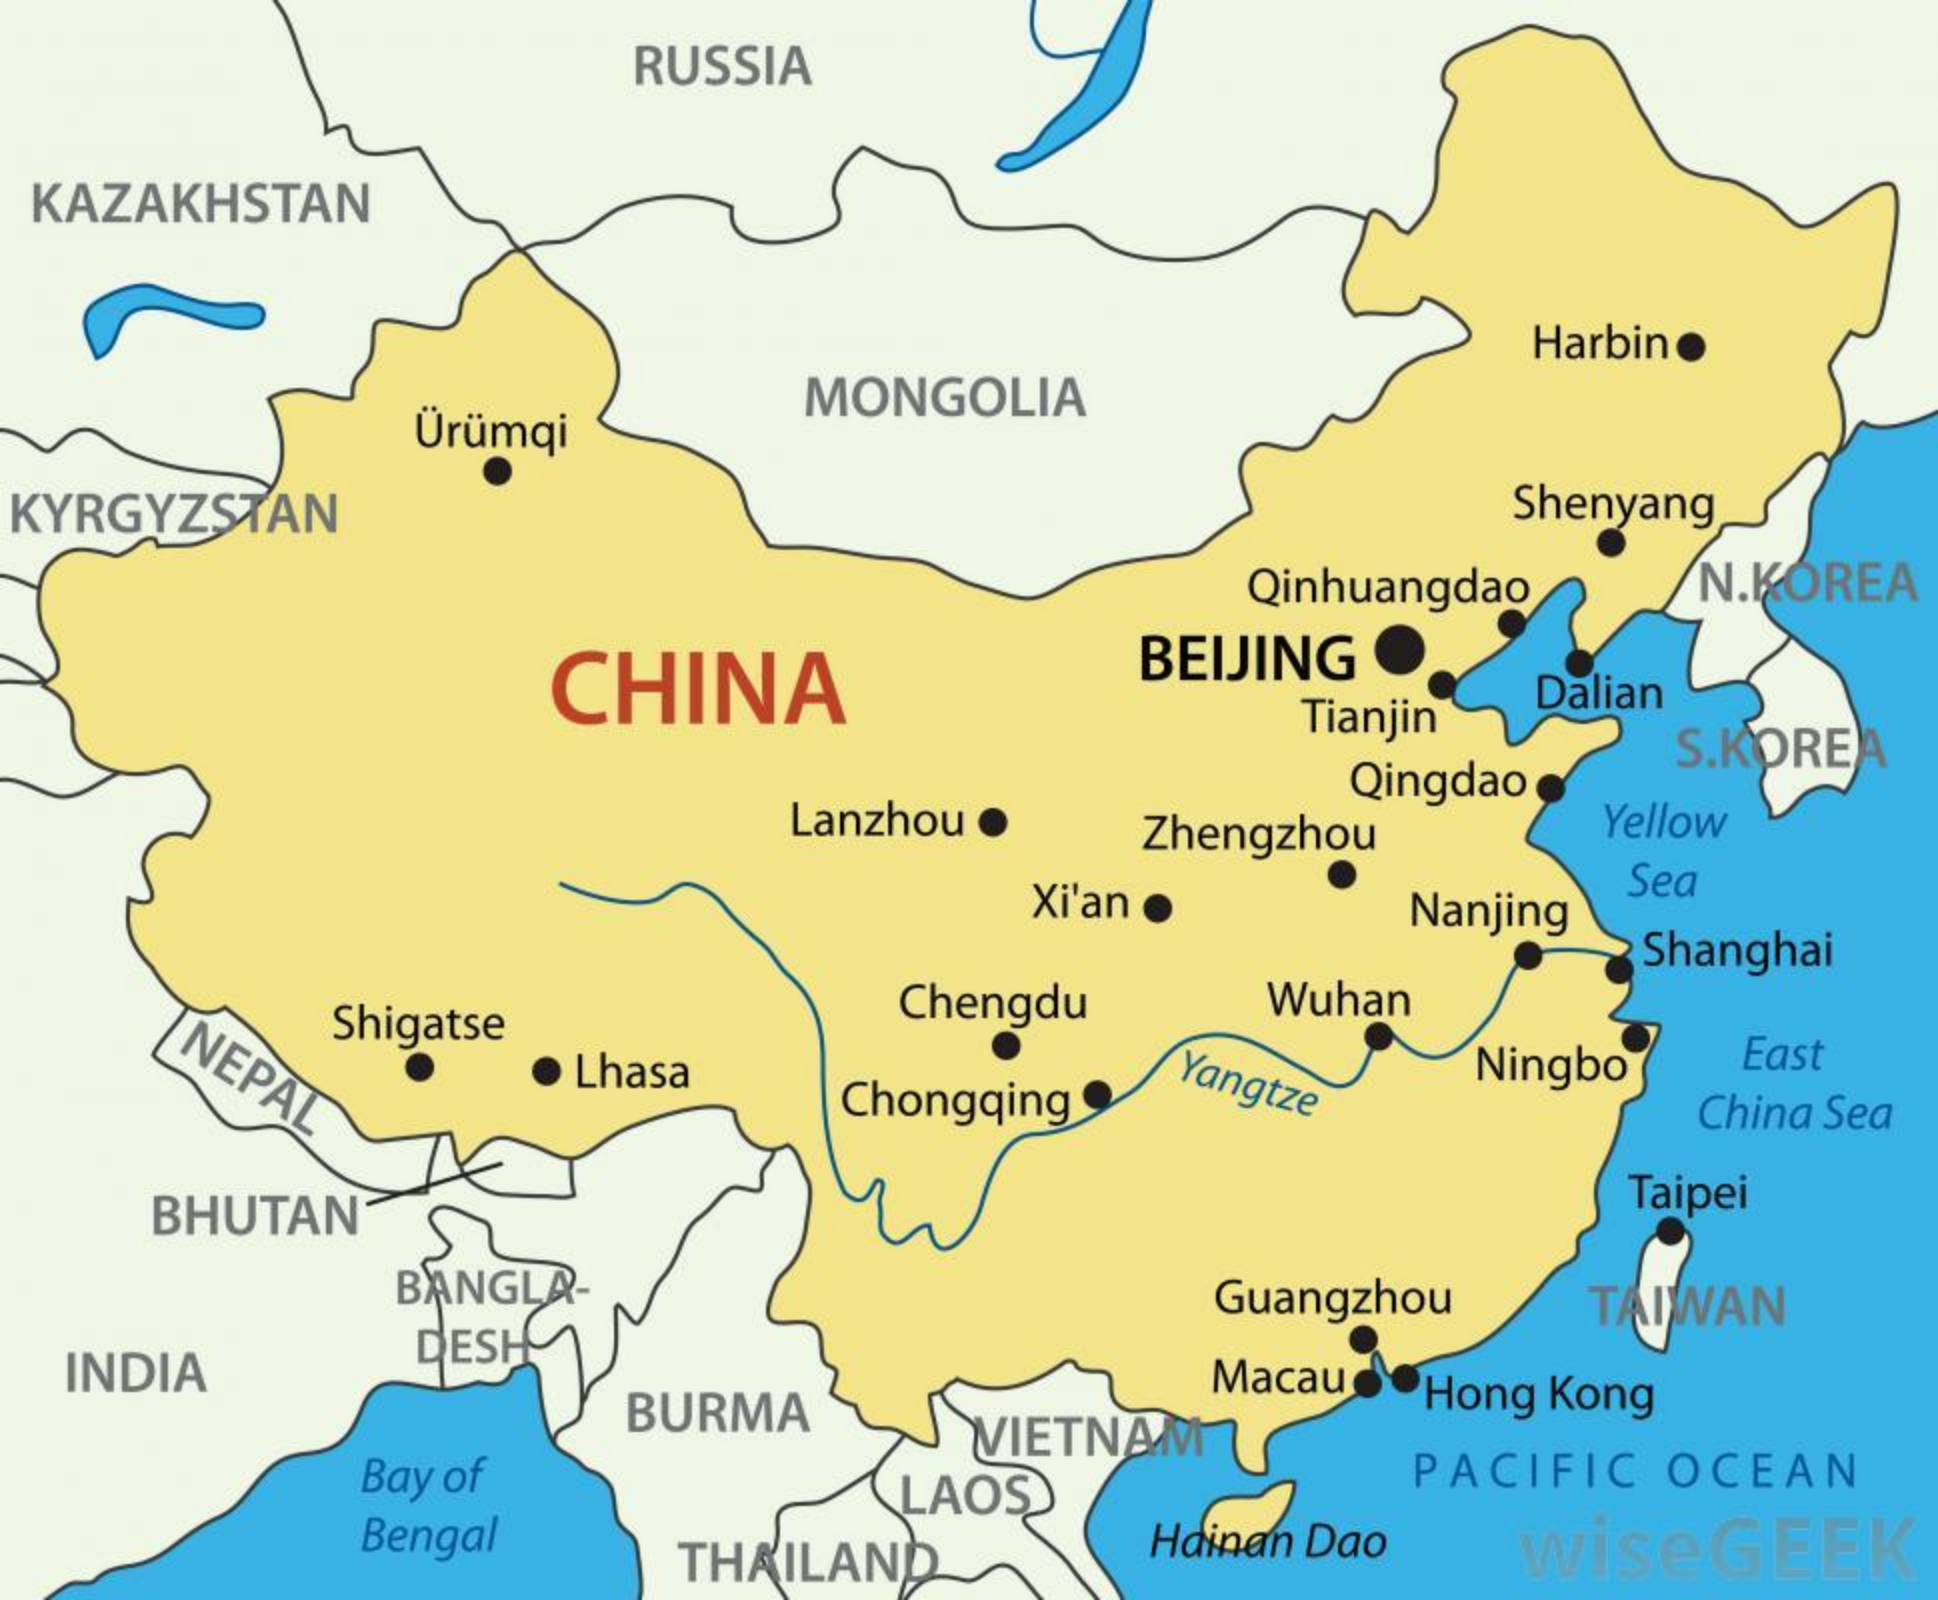 RUSSIA
KAZAKHSTAN
Harbin
MONGOLIA
Ürümqi
KYRGYZSTAN
Shenyang
N.KOREA
Qinhuangdao
BEIJING
CHINA
Dalian
Tianjin
S.KOREA
Qingdao
Lanzhou
Yellow
Sea
Zhengzhou
Xi'an
Nanjing
Shanghai
Chengdu
Wuhan
Shigatse
East
China Sea
Ningbo
Lhasa
NEPAL
Yangtze
Chongqing
Taipei
BHUTAN
BANGLA-
DESH
Guangzhou
TAIWAN
INDIA
Macau
Hong Kong
BURMA
VIETNAM
Bay of
Bengal
PACIFIC OCEAN
LAOS
Hainan Dao
THAILAND
wiseGEEK